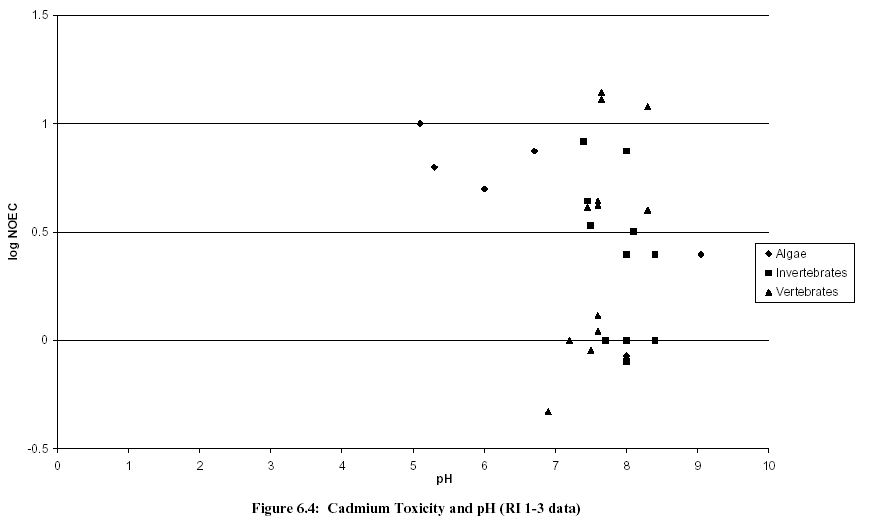 1.5
1
0.5
0
-0.5
log NOEC
0 1 2 3 4 5 6 7 8 9 10
pH
Algae
Invertebrates
Vertebrates
Figure 6.4: Cadmium Toxicity and pH (RI 1-3 data)